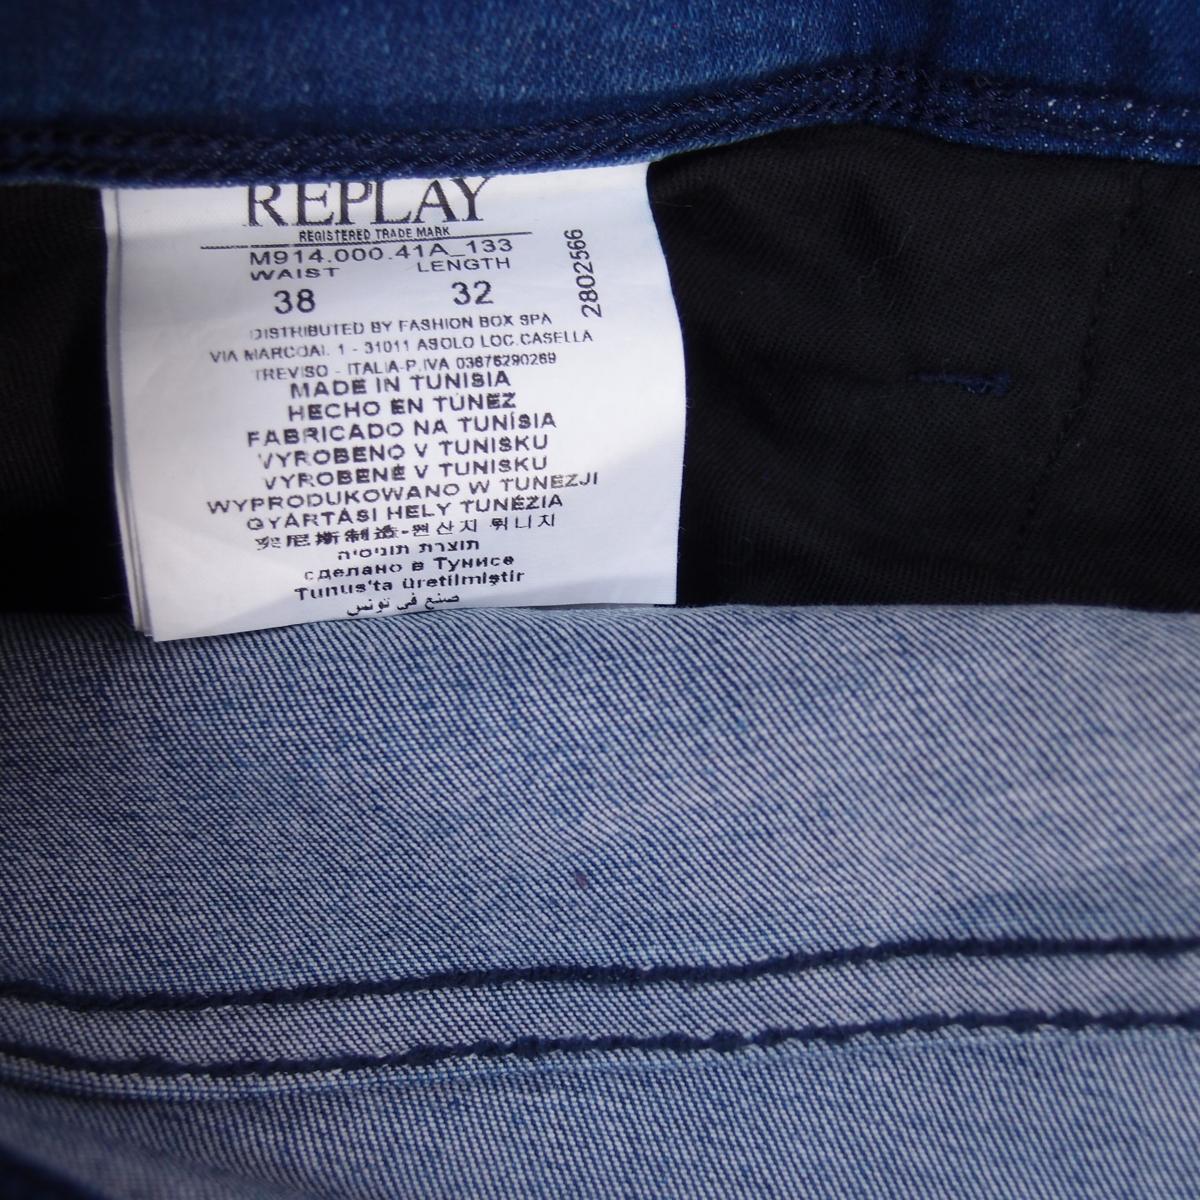 REPLAY
REGISTERED TRADE MARK
M914.000.41A_133
WAIST LENGTH
38 32
2802566
DISTRIBUTED BY FASHION BOX SPA
VIA MARCOAI. 1 - 31011 ASOLO LOC.CASELLA
TREVISO - ITALIA-P.IVA 03676290269
MADE IN TUNISIA
HECHO EN TUNEZ
FABRICADO NA TUNÍSIA
VYROBENO V TUNISKU
VYROBENÉ V TUNISKU
WYPRODUKOWANO W TUNEZJI
GYÁRTÁSI HELY TUNÉZIA
突尼斯制造-원산지 튀니지
תוצרת תוניסיה
сделано в Тунисе
Tunus'ta üretilmiştir
صنع في تونس